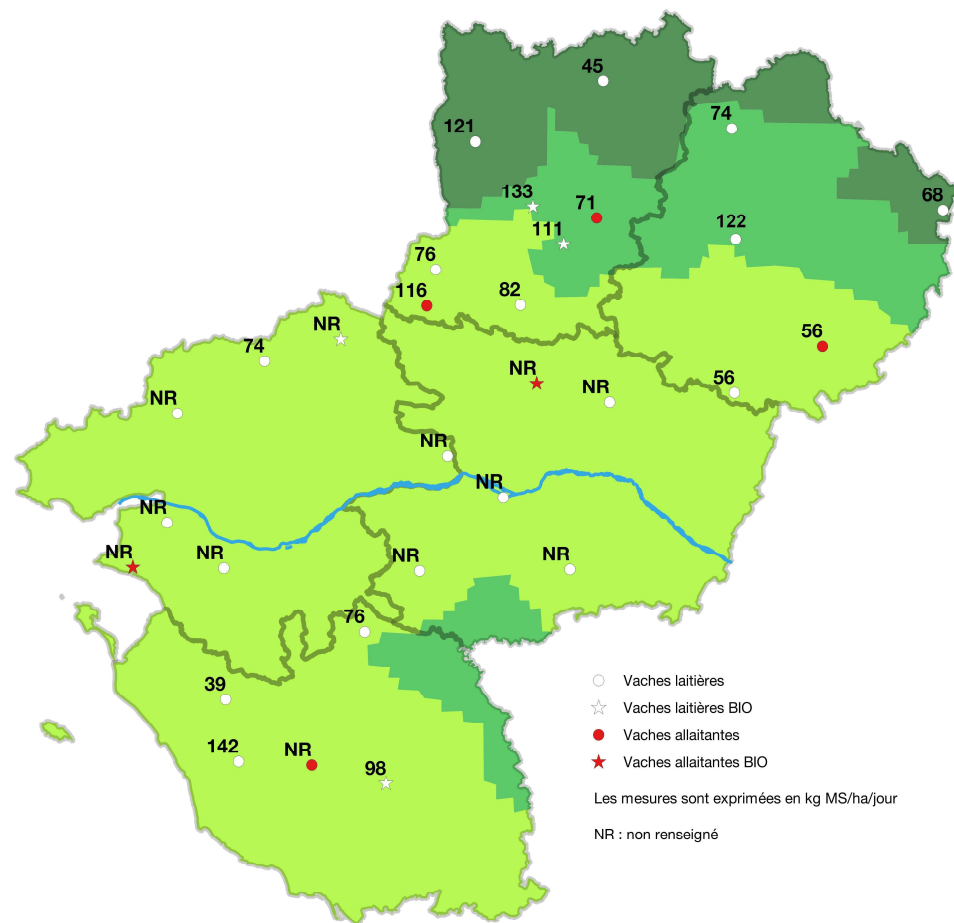 45
121
74
133
71
68
111
122
76
116
82
NR
74
56
NR
NR
NR
56
NR
NR
NR
NR
NR
NR
NR
76
39
142
NR
98
Vaches laitières
Vaches laitières BIO
Vaches allaitantes
Vaches allaitantes BIO
Les mesures sont exprimées en kg MS/ha/jour
NR : non renseigné